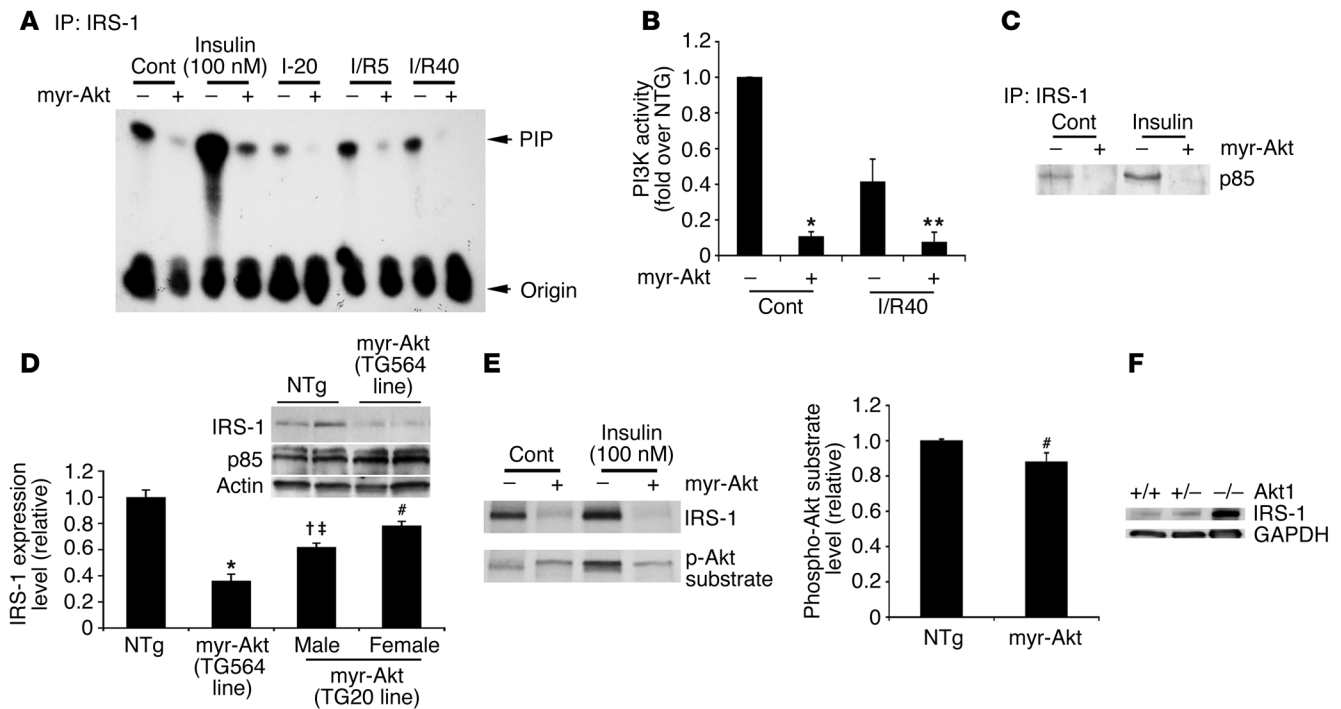 A IP: IRS-1
Cont
Insulin
(100 nM)
I-20
I/R5
I/R40
myr-Akt – + – + – + – + – +
PIP
Origin
B
1.2
1.0
0.8
0.6
0.4
0.2
0
PI3K activity
(fold over NTG)
*
**
myr-Akt – + – +
Cont I/R40
C
IP: IRS-1
Cont Insulin
– + – + myr-Akt
p85
D
myr-Akt
(TG564
line)
NTg
IRS-1
p85
Actin
IRS-1 expression
level (relative)
1.2
1.0
0.8
0.6
0.4
0.2
0
*
†‡
#
NTg
myr-Akt
(TG564
line)
Male Female
myr-Akt
(TG20 line)
E
Cont
Insulin
(100 nM)
– + – + myr-Akt
IRS-1
p-Akt
substrate
Phospho-Akt substrate
level (relative)
1.2
1.0
0.8
0.6
0.4
0.2
0
#
NTg myr-Akt
F
+/+ +/– –/– Akt1
IRS-1
GAPDH